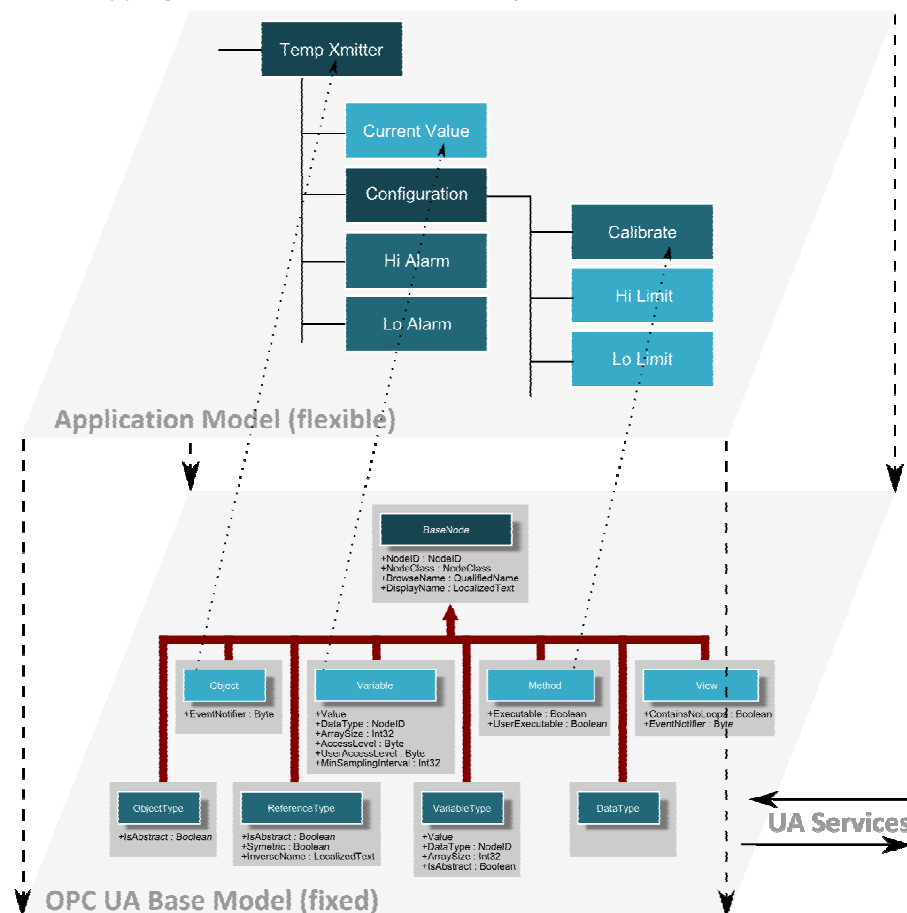 Temp Xmitter
Current Value
Configuration
Calibrate
Hi Alarm
Hi Limit
Lo Alarm
Lo Limit
Application Model (flexible)
BaseNode
+NodeID : NodeID
+NodeClass : NodeClass
+BrowseName : QualifiedName
+DisplayName : LocalizedText
Object
+EventNotifier : Byte
Variable
+Value
+DataType : NodeID
+ArraySize : Int32
+AccessLevel : Byte
+UserAccessLevel : Byte
+MinSamplingInterval : Int32
Method
+Executable : Boolean
+UserExecutable : Boolean
View
+ContainsNoLoops : Boolean
+EventNotifier : Byte
ObjectType
+IsAbstract : Boolean
ReferenceType
+IsAbstract : Boolean
+Symetric : Boolean
+InverseName : LocalizedText
VariableType
+Value
+DataType : NodeID
+ArraySize : Int32
+IsAbstract : Boolean
DataType
UA Services
OPC UA Base Model (fixed)